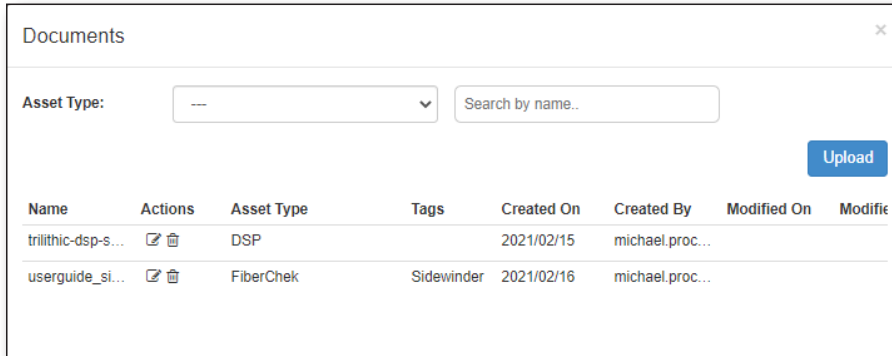 Documents ×
Asset Type: --- Search by name..
Upload
Name Actions Asset Type Tags Created On Created By Modified On Modifie
trilithic-dsp-s... DSP 2021/02/15 michael.proc...
userguide_si... FiberChek Sidewinder 2021/02/16 michael.proc...